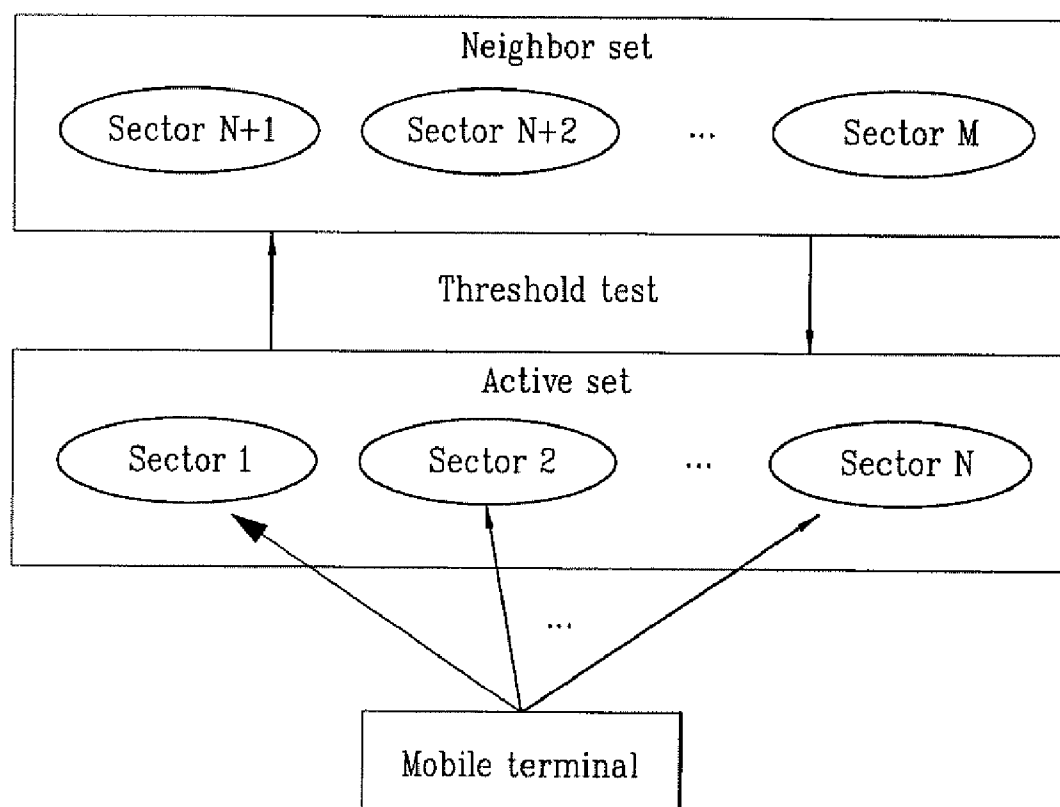 Neighbor set
Sector N+1 Sector N+2 ... Sector M
Threshold test
Active set
Sector 1 Sector 2 ... Sector N
...
Mobile terminal